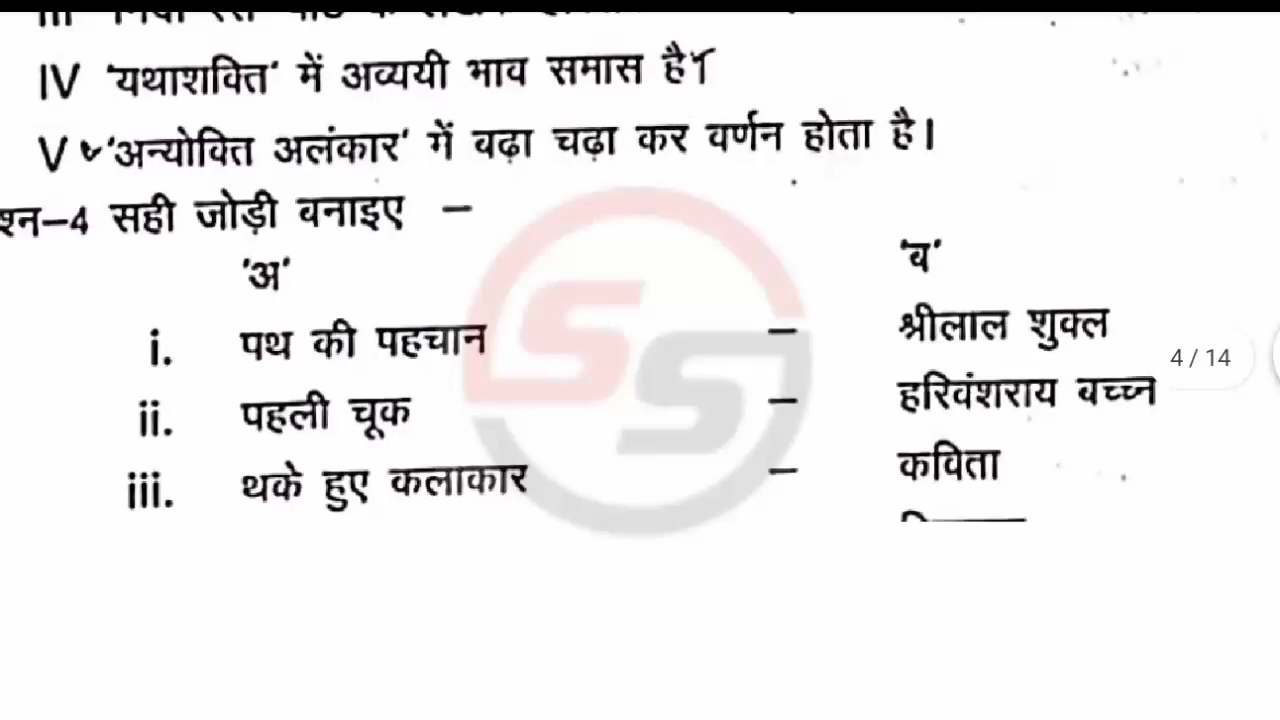 IV 'यथाशक्ति' में अव्ययी भाव समास है।
V 'अन्योक्ति अलंकार' में बढ़ा चढ़ा कर वर्णन होता है।
श्न-4 सही जोड़ी बनाइए –
'अ' 'ब'
i. पथ की पहचान – श्रीलाल शुक्ल
ii. पहली चूक – हरिवंशराय बच्च्न
iii. थके हुए कलाकार – कविता
4 / 14
SS